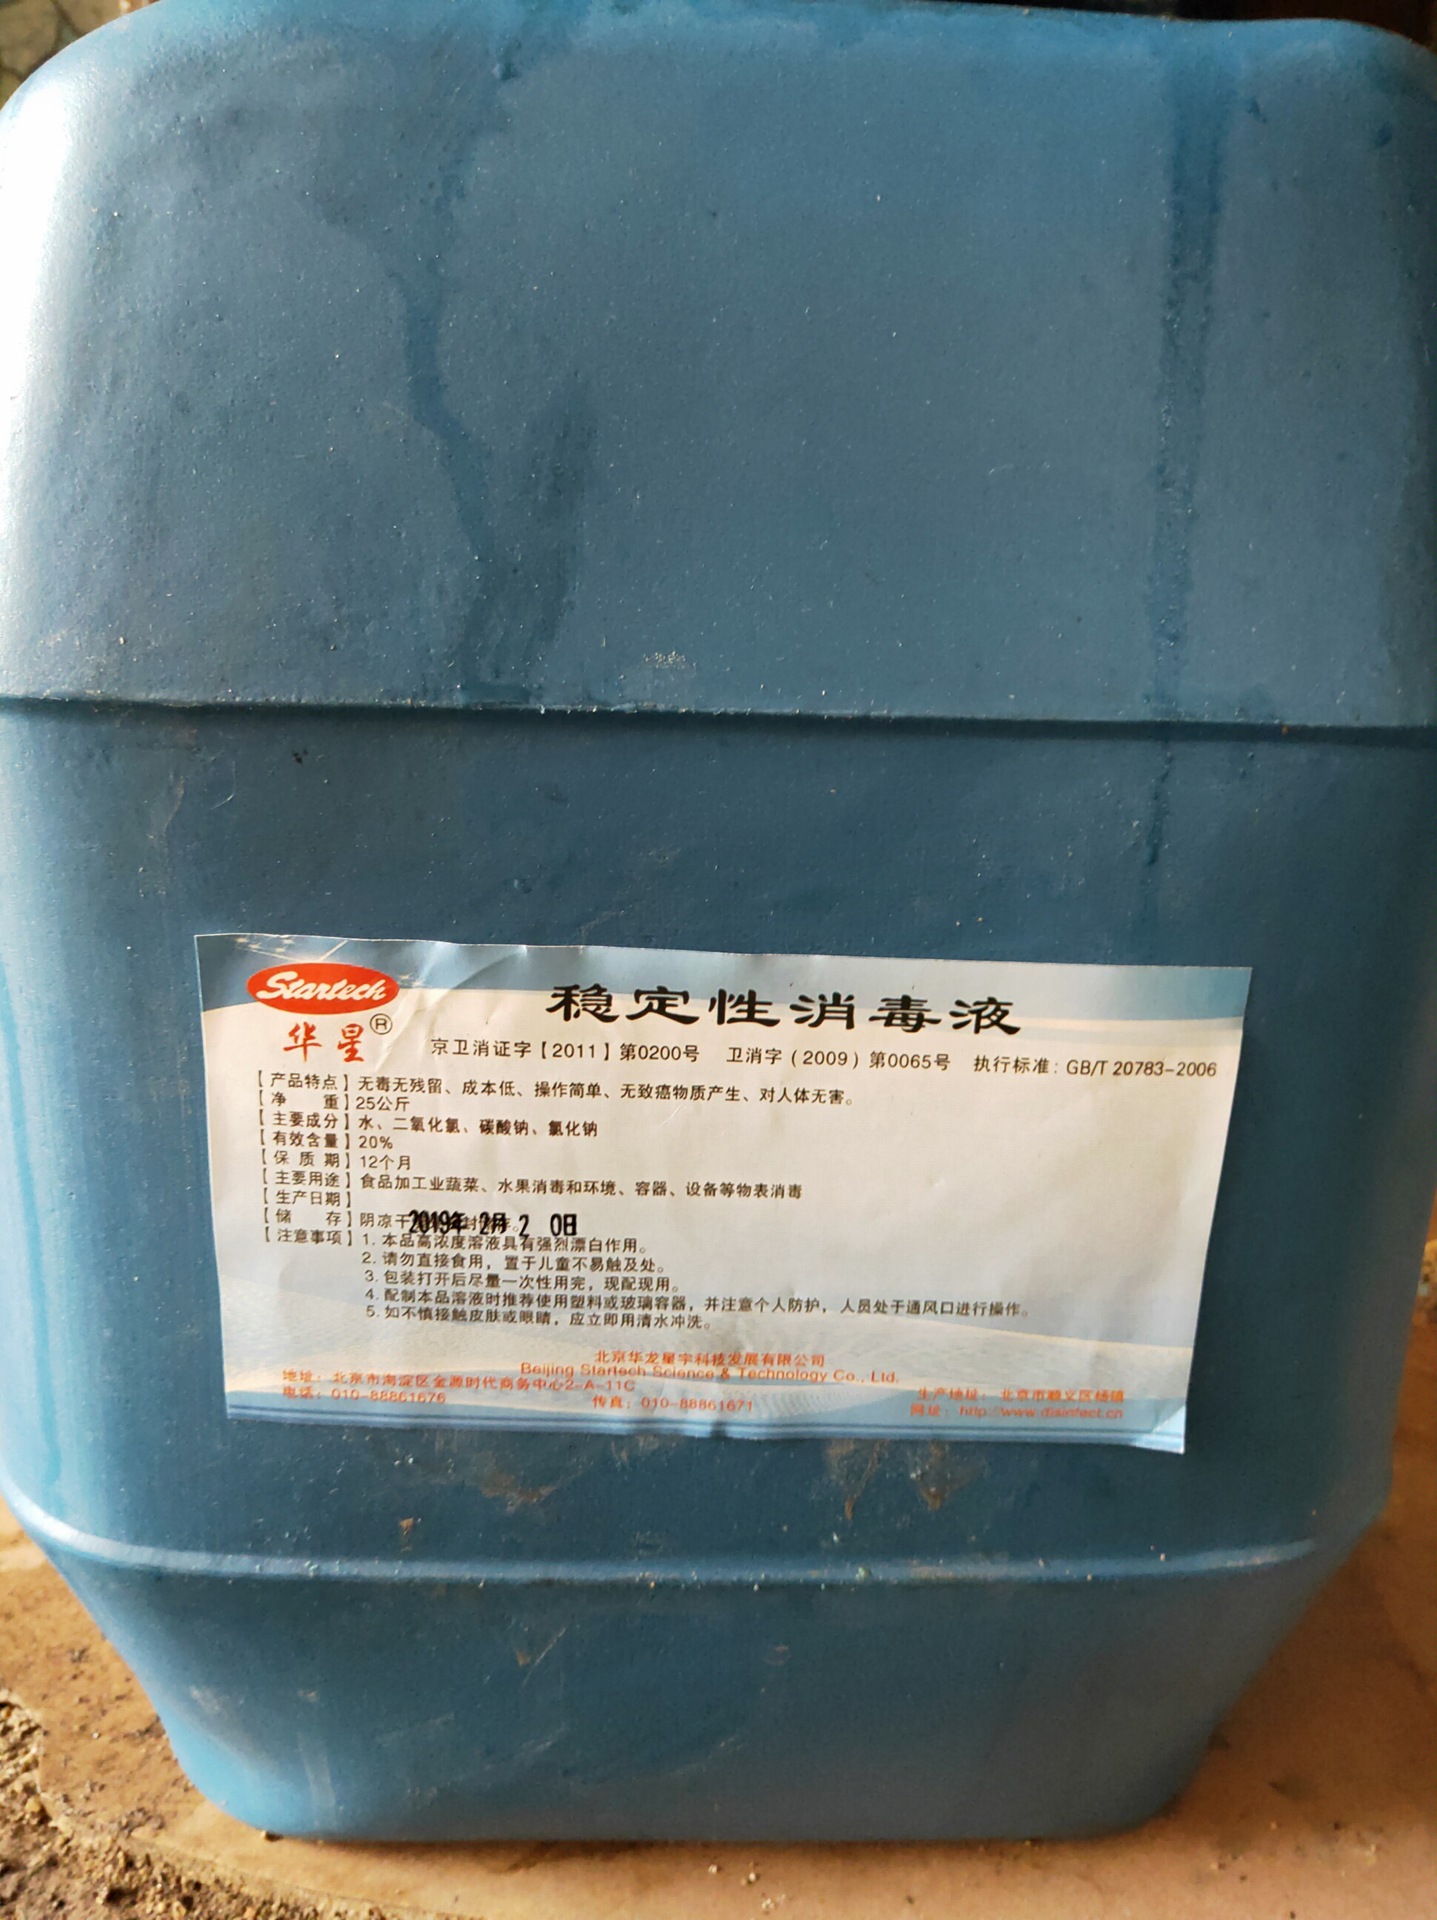 Startech
华星®
稳定性消毒液
京卫消证字【2011】第0200号 卫消字(2009)第0065号 执行标准:GB/T 20783-2006
【产品特点】无毒无残留、成本低、操作简单、无致癌物质产生、对人体无害。
【净 重】25公斤
【主要成分】水、二氧化氯、碳酸钠、氯化钠
【有效含量】20%
【保 质 期】12个月
【主要用途】食品加工业蔬菜、水果消毒和环境、容器、设备等物表消毒
【生产日期】
2019年 2月 2 0日
【储 存】阴凉干
【注意事项】1. 本品高浓度溶液具有强烈漂白作用。
2. 请勿直接食用，置于儿童不易触及处。
3. 包装打开后尽量一次性用完，现配现用。
4. 配制本品溶液时推荐使用塑料或玻璃容器，并注意个人防护，人员处于通风口进行操作。
5. 如不慎接触皮肤或眼睛，应立即用清水冲洗。
北京华龙星宇科技发展有限公司
Beijing Startech Science & Technology Co., Ltd.
地址：北京市海淀区金源时代商务中心2-A-11C 生产地址：北京市顺义区杨镇
电话：010-88861676 传真：010-88861671 网址：http://www.disinfect.cn